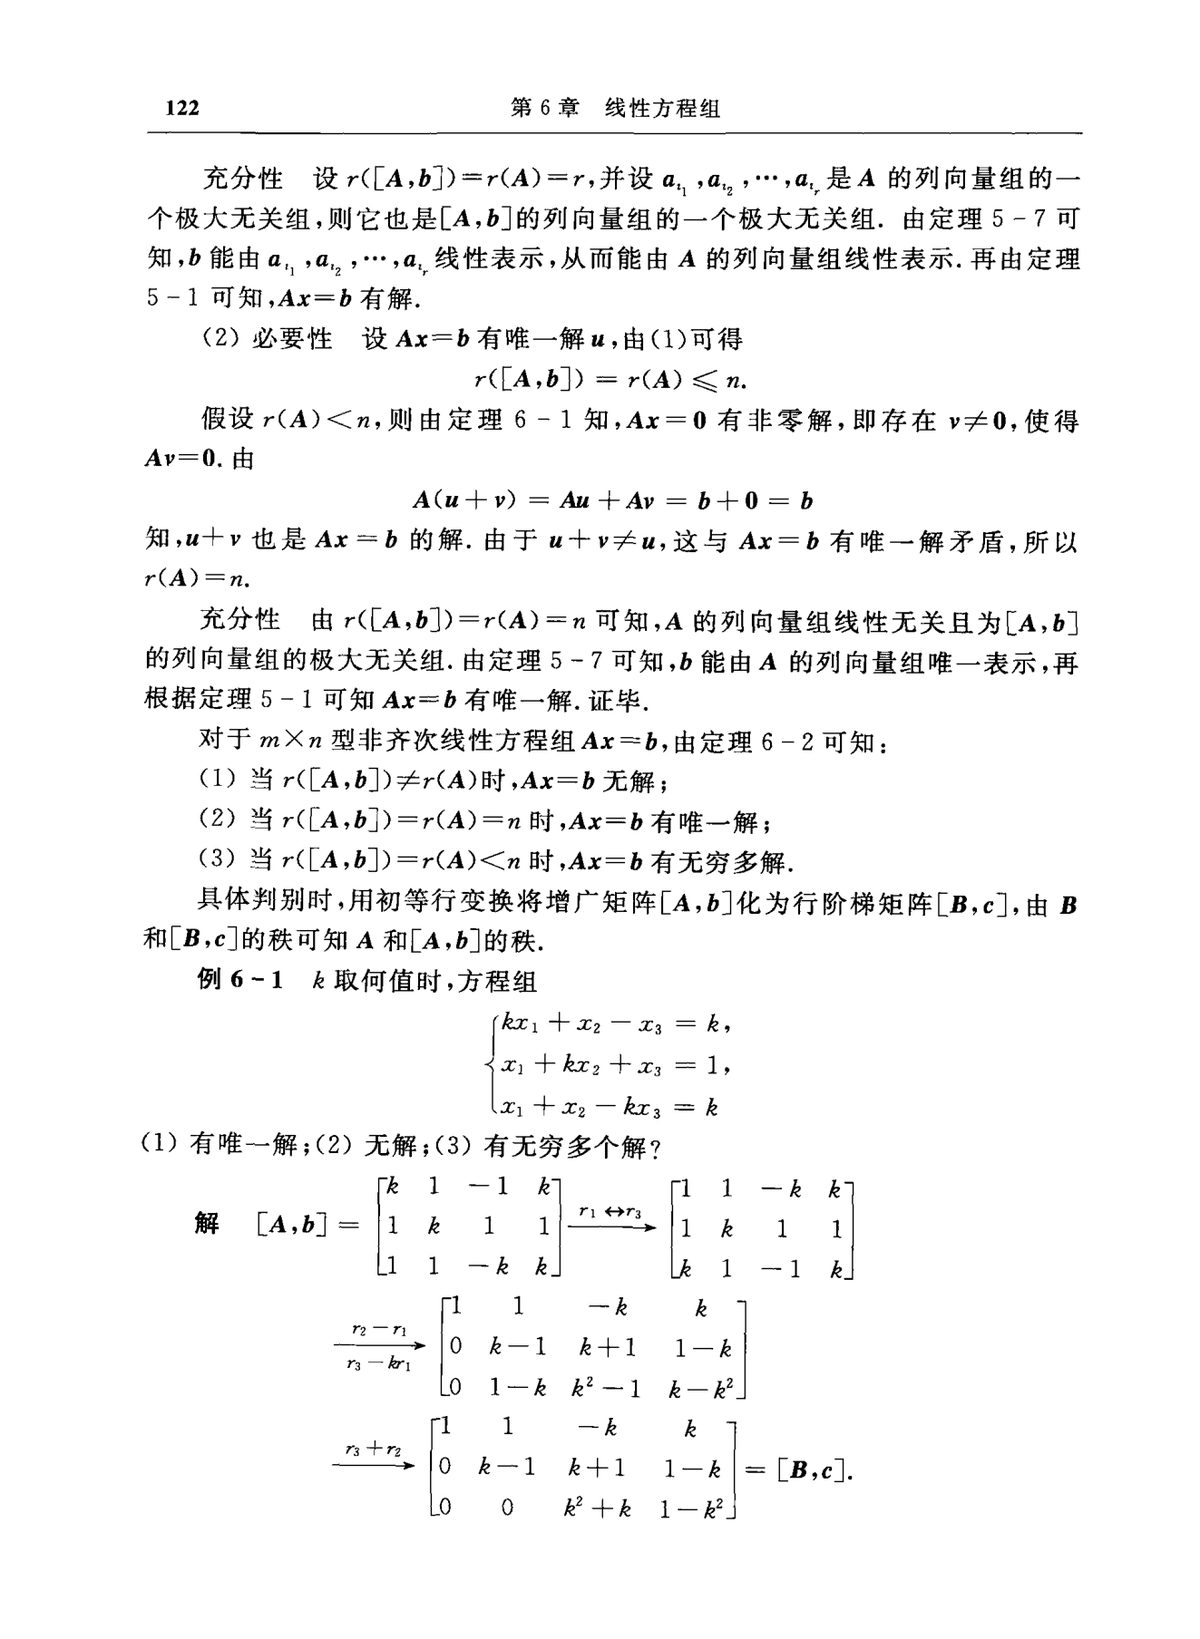 122 第 6 章 线性方程组
充分性 设 r([A,b])=r(A)=r,并设 a_{t_1},a_{t_2},⋯,a_{t_r}是 A 的列向量组的一
个极大无关组,则它也是[A,b]的列向量组的一个极大无关组. 由定理 5-7 可
知,b 能由 a_{t_1},a_{t_2},⋯,a_{t_r}线性表示,从而能由 A 的列向量组线性表示. 再由定理
5-1 可知,Ax=b 有解.
(2) 必要性 设 Ax=b 有唯一解 u,由(1)可得
r([A,b]) = r(A) ⩽ n.
假设 r(A)<n,则由定理 6-1 知,Ax=0 有非零解,即存在 v≠0,使得
Av=0. 由
A(u+v) = Au+Av = b+0 = b
知,u+v 也是 Ax=b 的解. 由于 u+v≠u,这与 Ax=b 有唯一解矛盾,所以
r(A)=n.
充分性 由 r([A,b])=r(A)=n 可知,A 的列向量组线性无关且为[A,b]
的列向量组的极大无关组. 由定理 5-7 可知,b 能由 A 的列向量组唯一表示,再
根据定理 5-1 可知 Ax=b 有唯一解. 证毕.
对于 m×n 型非齐次线性方程组 Ax=b,由定理 6-2 可知:
(1) 当 r([A,b])≠r(A)时,Ax=b 无解;
(2) 当 r([A,b])=r(A)=n 时,Ax=b 有唯一解;
(3) 当 r([A,b])=r(A)<n 时,Ax=b 有无穷多解.
具体判别时,用初等行变换将增广矩阵[A,b]化为行阶梯矩阵[B,c],由 B
和[B,c]的秩可知 A 和[A,b]的秩.
例 6-1 k 取何值时,方程组
kx₁+x₂−x₃ = k,
x₁+kx₂+x₃ = 1,
x₁+x₂−kx₃ = k
(1) 有唯一解;(2) 无解;(3) 有无穷多个解?
k 1 −1 k 1 1 −k k
解 [A,b] = 1 k 1 1 r₁↔r₃ 1 k 1 1
1 1 −k k k 1 −1 k
1 1 −k k
r₂−r₁ r₃−kr₁ 0 k−1 k+1 1−k
0 1−k k²−1 k−k²
1 1 −k k
r₃+r₂ 0 k−1 k+1 1−k = [B,c].
0 0 k²+k 1−k²